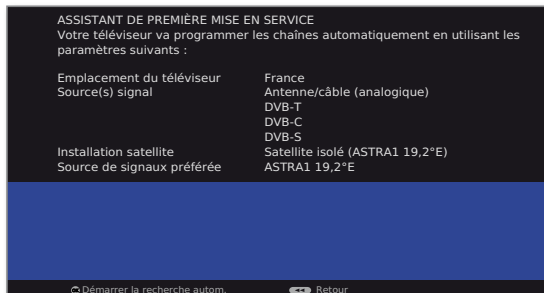 ASSISTANT DE PREMIÈRE MISE EN SERVICE
Votre téléviseur va programmer les chaînes automatiquement en utilisant les
paramètres suivants :
Emplacement du téléviseur France
Source(s) signal Antenne/câble (analogique)
DVB-T
DVB-C
DVB-S
Installation satellite Satellite isolé (ASTRA1 19,2°E)
Source de signaux préférée ASTRA1 19,2°E
Démarrer la recherche autom. Retour